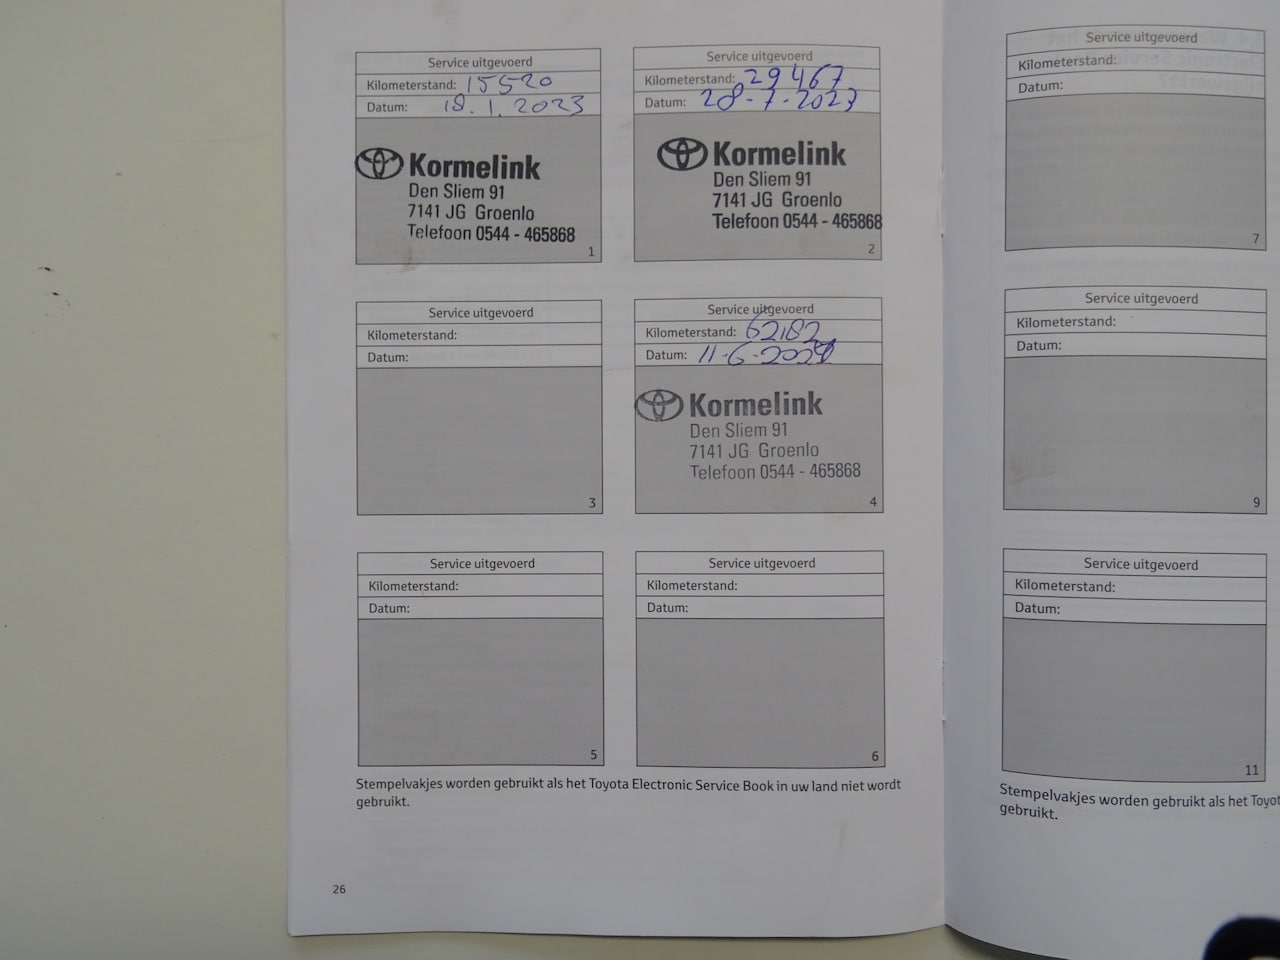 Service uitgevoerd
Kilometerstand: 15520
Datum: 18.1.2023
Kormelink
Den Sliem 91
7141 JG Groenlo
Telefoon 0544 - 465868
1
Service uitgevoerd
Kilometerstand: 29467
Datum: 28-7-2023
Kormelink
Den Sliem 91
7141 JG Groenlo
Telefoon 0544 - 465868
2
Service uitgevoerd
Kilometerstand:
Datum:
3
Service uitgevoerd
Kilometerstand: 62182
Datum: 11-6-2024
Kormelink
Den Sliem 91
7141 JG Groenlo
Telefoon 0544 - 465868
4
Service uitgevoerd
Kilometerstand:
Datum:
5
Service uitgevoerd
Kilometerstand:
Datum:
6
Stempelvakjes worden gebruikt als het Toyota Electronic Service Book in uw land niet wordt
gebruikt.
26
Service uitgevoerd
Kilometerstand:
Datum:
7
Service uitgevoerd
Kilometerstand:
Datum:
9
Service uitgevoerd
Kilometerstand:
Datum:
11
Stempelvakjes worden gebruikt als het
gebruikt.